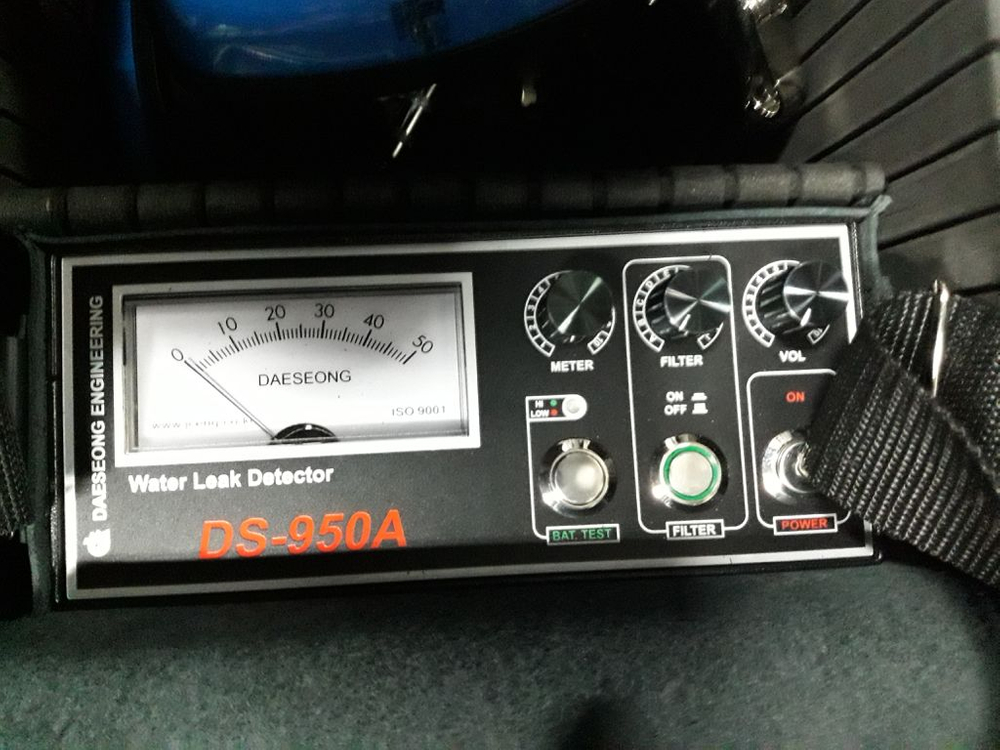 DAESEONG ENGINEERING
0 10 20 30 40 50
DAESEONG
ISO 9001
Water Leak Detector
DS-950A
METER
FILTER
VOL
HI
LOW
ON
OFF
ON
BAT. TEST
FILTER
POWER